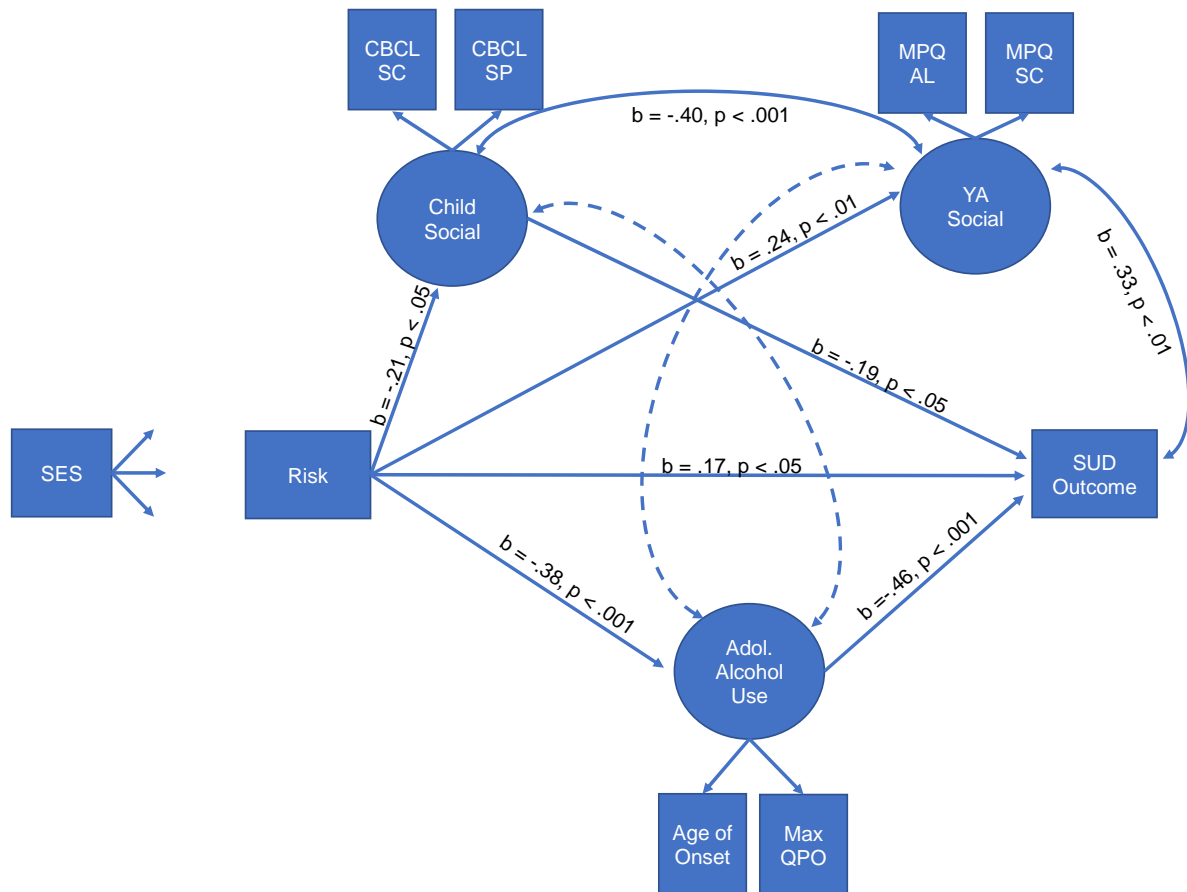 CBCL
SC
CBCL
SP
MPQ
AL
MPQ
SC
b = -.40, p < .001
Child
Social
YA
Social
b = .24, p < .01
b = .33, p < .01
b = -.21, p < .05
b = -.19, p < .05
SES
Risk
b = .17, p < .05
SUD
Outcome
b = -.38, p < .001
b =-.46, p < .001
Adol.
Alcohol
Use
Age of
Onset
Max
QPO